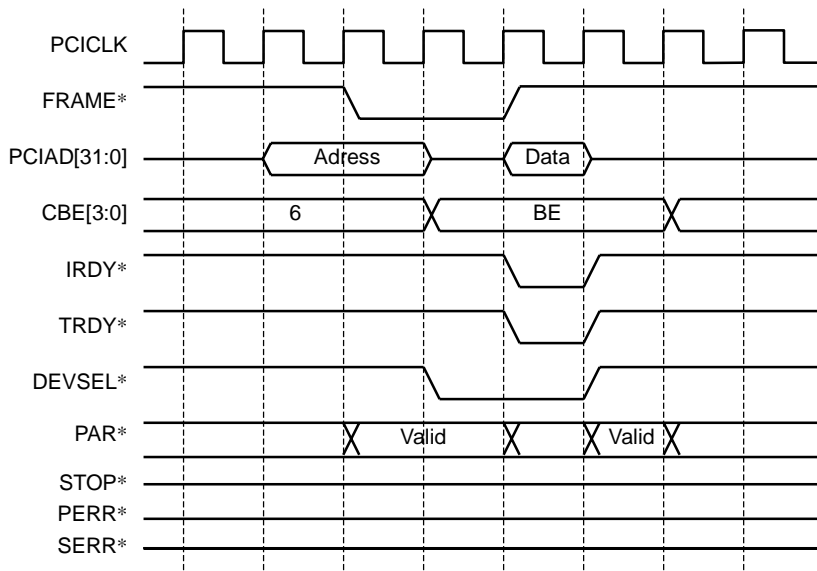 PCICLK
FRAME*
PCIAD[31:0] Adress Data
CBE[3:0] 6 BE
IRDY*
TRDY*
DEVSEL*
PAR* Valid Valid
STOP*
PERR*
SERR*